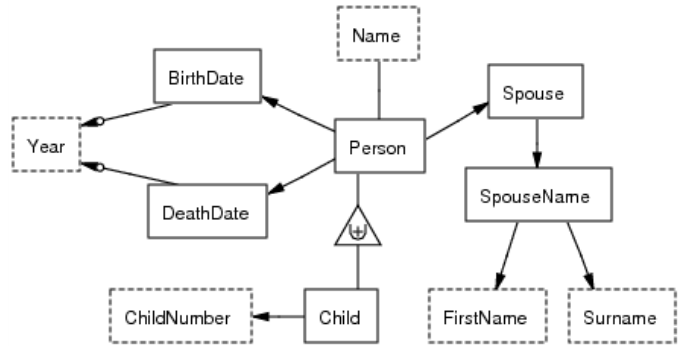 Name
BirthDate
Spouse
Year
Person
SpouseName
DeathDate
ChildNumber
Child
FirstName
Surname